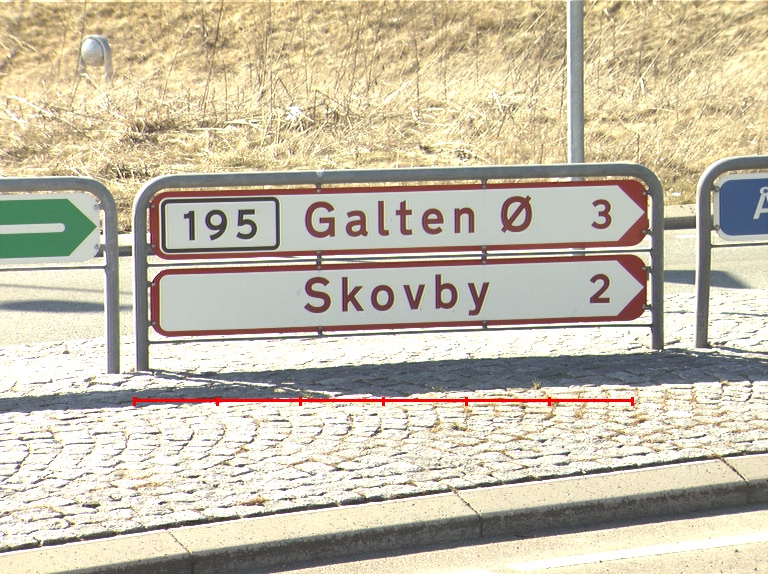 195 Galten Ø 3
Skovby 2
Å